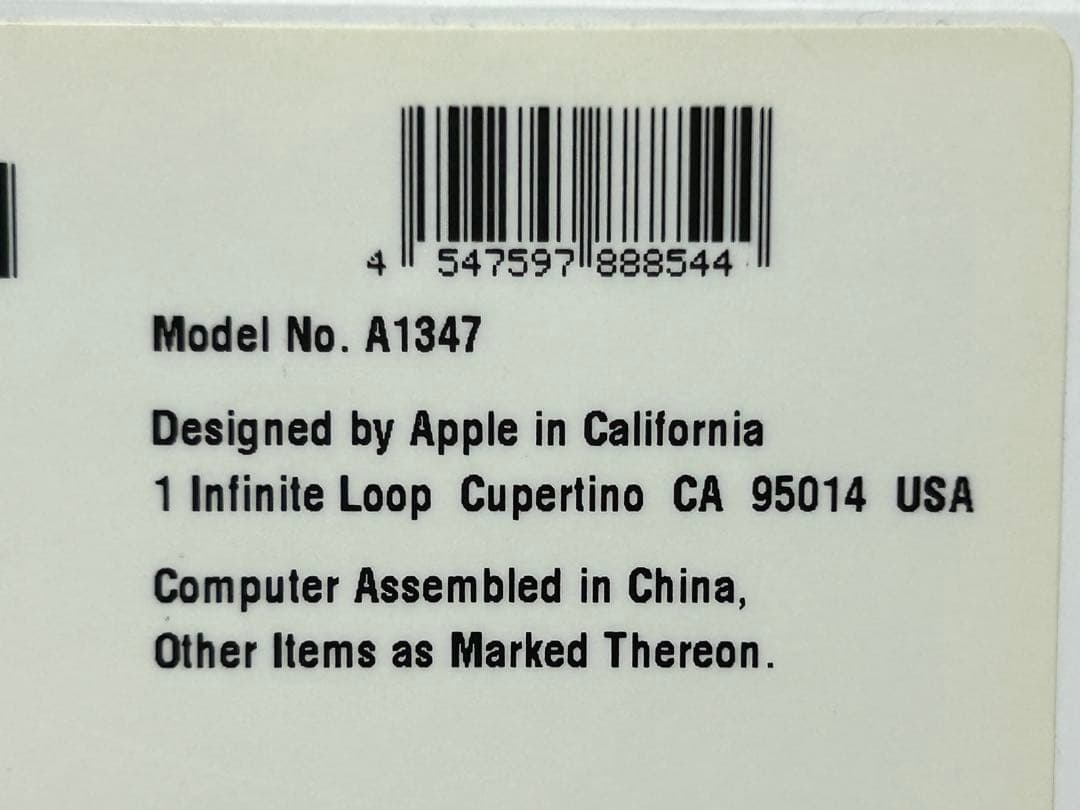 4 547597 888544
Model No. A1347
Designed by Apple in California
1 Infinite Loop Cupertino CA 95014 USA
Computer Assembled in China,
Other Items as Marked Thereon.